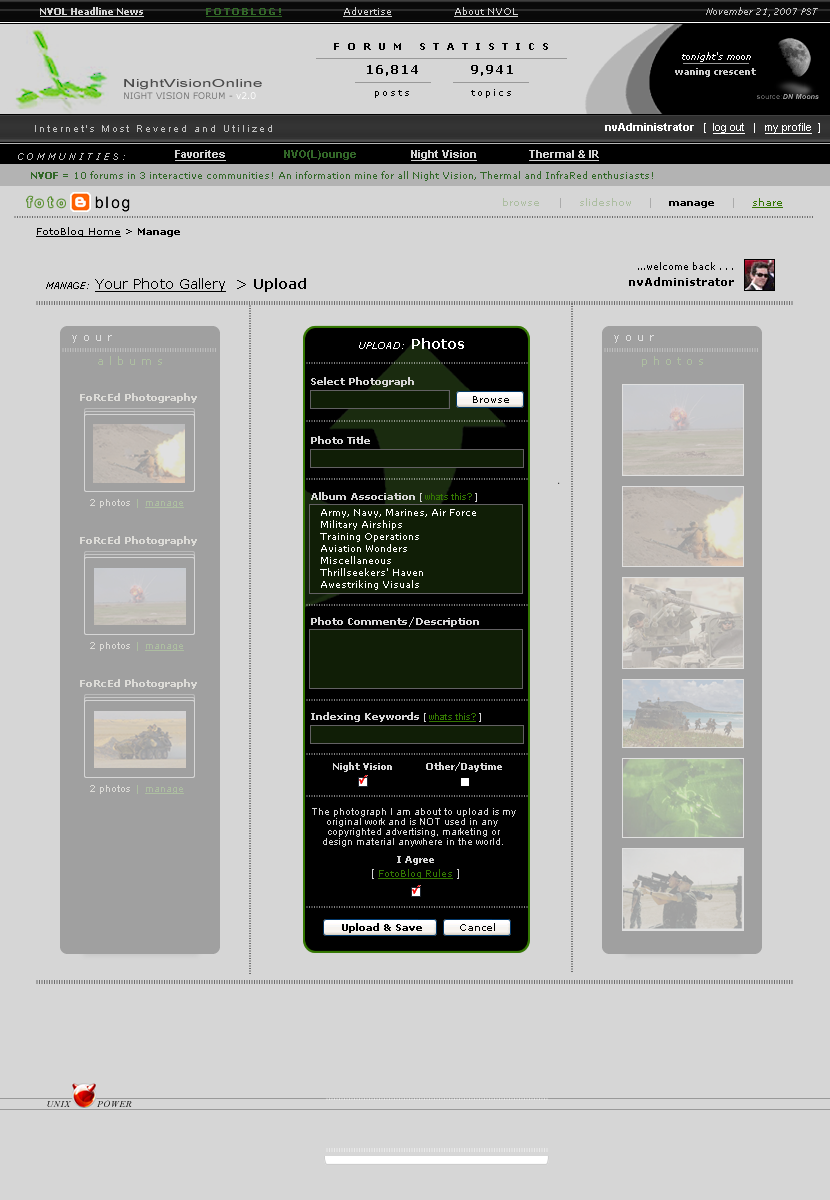 NVOL Headline News FOTOBLOG! Advertise About NVOL November 21, 2007 PST
FORUM STATISTICS
16,814 9,941
posts topics
NightVisionOnline
NIGHT VISION FORUM - v2.0
tonight's moon
waning crescent
source DN Moons
Internet's Most Revered and Utilized
nvAdministrator [ log out | my profile ]
COMMUNITIES: Favorites NVO(L)ounge Night Vision Thermal & IR
NVOF = 10 forums in 3 interactive communities! An information mine for all Night Vision, Thermal and InfraRed enthusiasts!
foto B blog browse | slideshow | manage | share
FotoBlog Home > Manage
...welcome back . . .
nvAdministrator
MANAGE: Your Photo Gallery > Upload
your
albums
FoRcEd Photography
2 photos | manage
FoRcEd Photography
2 photos | manage
FoRcEd Photography
2 photos | manage
UPLOAD: Photos
Select Photograph
Browse
Photo Title
Album Association [ whats this? ]
Army, Navy, Marines, Air Force
Military Airships
Training Operations
Aviation Wonders
Miscellaneous
Thrillseekers' Haven
Awestriking Visuals
Photo Comments/Description
Indexing Keywords [ whats this? ]
Night Vision Other/Daytime
The photograph I am about to upload is my
original work and is NOT used in any
copyrighted advertising, marketing or
design material anywhere in the world.
I Agree
[ FotoBlog Rules ]
Upload & Save Cancel
your
photos
UNIX POWER